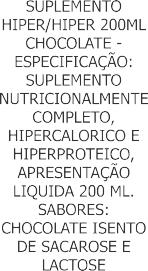 SUPLEMENTO
HIPER/HIPER 200ML
CHOCOLATE -
ESPECIFICAÇÃO:
SUPLEMENTO
NUTRICIONALMENTE
COMPLETO,
HIPERCALORICO E
HIPERPROTEICO,
APRESENTAÇÃO
LIQUIDA 200 ML.
SABORES:
CHOCOLATE ISENTO
DE SACAROSE E
LACTOSE